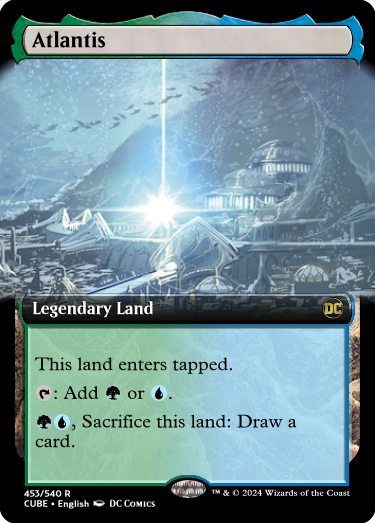 Atlantis
Legendary Land
DC
This land enters tapped.
: Add or .
, Sacrifice this land: Draw a
card.
453/540 R
CUBE • English DC COMICS
™ & © 2024 Wizards of the Coast